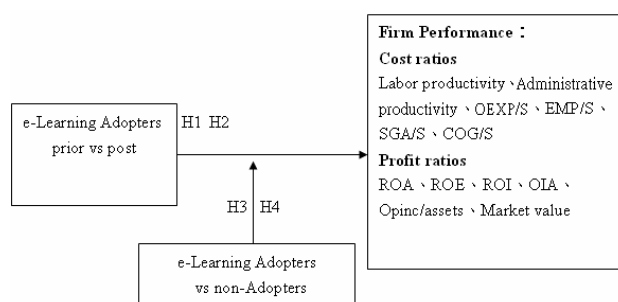 Firm Performance：
Cost ratios
Labor productivity、Administrative
productivity、OEXP/S、EMP/S、
SGA/S、COG/S
Profit ratios
ROA、ROE、ROI、OIA、
Opinc/assets、Market value
e-Learning Adopters
prior vs post
H1 H2
H3 H4
e-Learning Adopters
vs non-Adopters